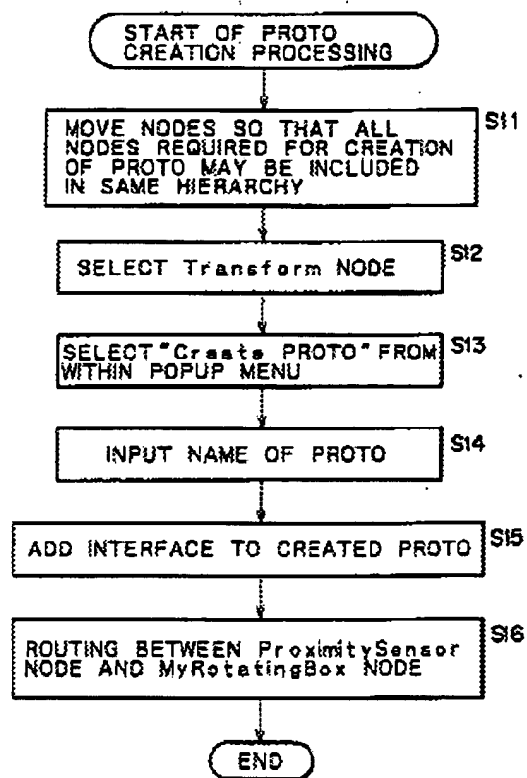 START OF PROTO
CREATION PROCESSING
S11
MOVE NODES SO THAT ALL
NODES REQUIRED FOR CREATION
OF PROTO MAY BE INCLUDED
IN SAME HIERARCHY
S12
SELECT Transform NODE
S13
SELECT "Create PROTO" FROM
WITHIN POPUP MENU
S14
INPUT NAME OF PROTO
S15
ADD INTERFACE TO CREATED PROTO
S16
ROUTING BETWEEN ProximitySensor
NODE AND MyRotatingBox NODE
END